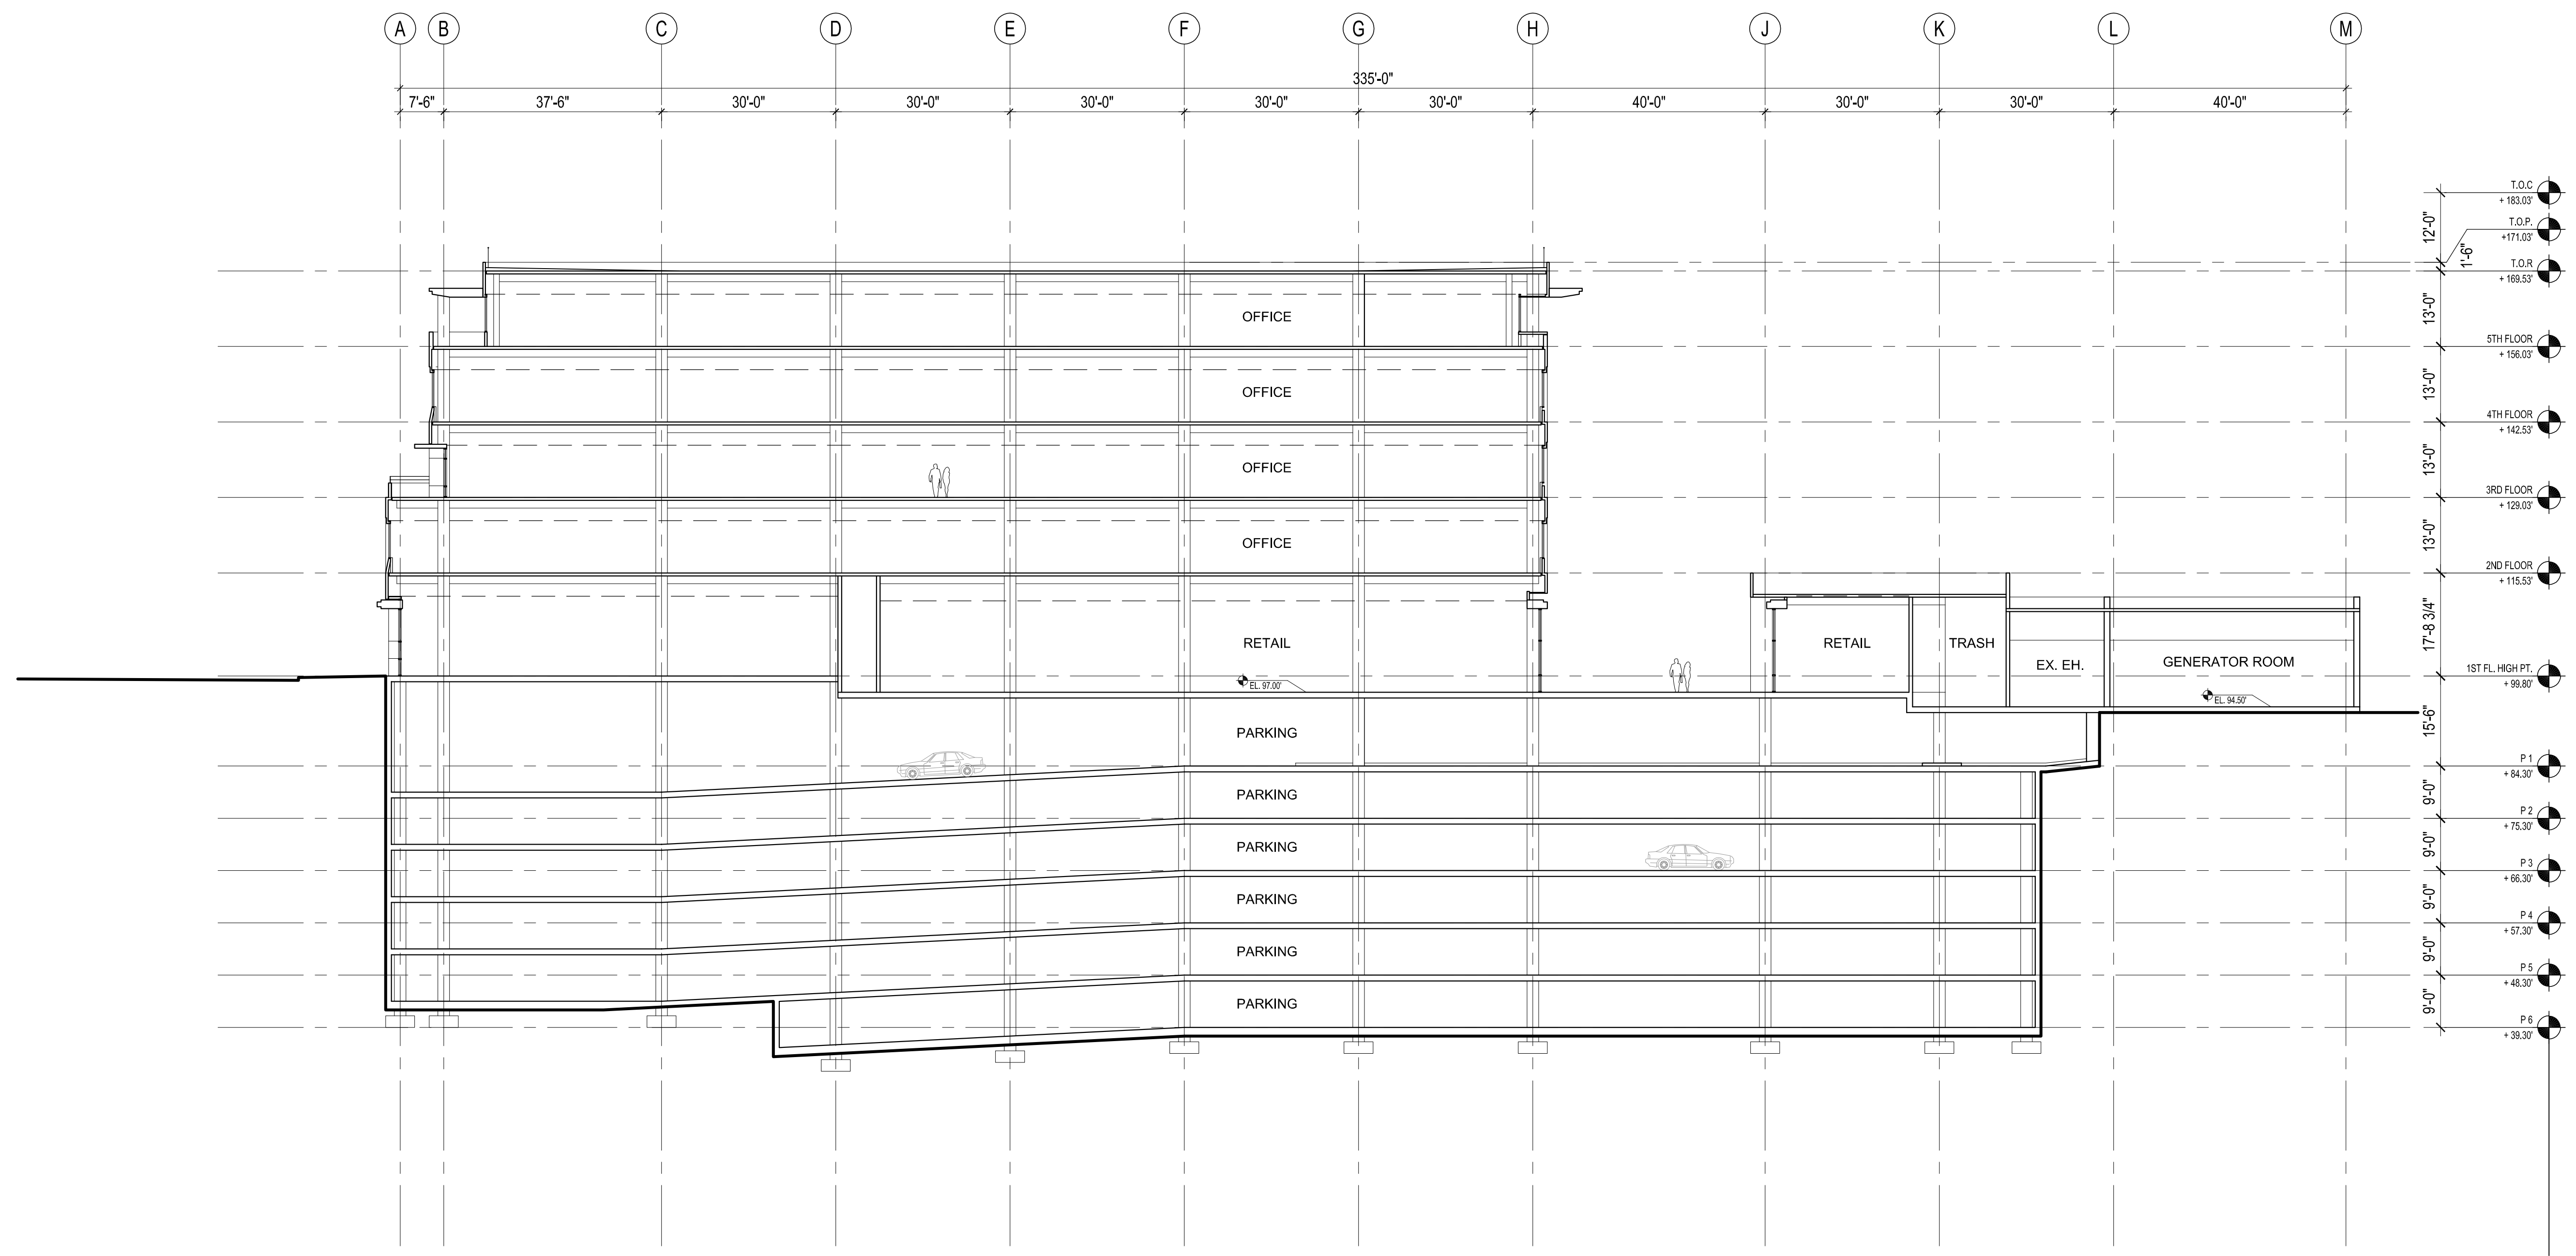 A B C D E F G H J K L M
335'-0"
7'-6" 37'-6" 30'-0" 30'-0" 30'-0" 30'-0" 30'-0" 40'-0" 30'-0" 30'-0" 40'-0"
T.O.C
+ 183.03'
12'-0"
T.O.P.
+171.03'
1'-6"
T.O.R
+ 169.53'
OFFICE
13'-0"
5TH FLOOR
+ 156.03'
OFFICE
13'-0"
4TH FLOOR
+ 142.53'
OFFICE
13'-0"
3RD FLOOR
+ 129.03'
OFFICE
13'-0"
2ND FLOOR
+ 115.53'
17'-8 3/4"
RETAIL RETAIL TRASH
EX. EH. GENERATOR ROOM
1ST FL. HIGH PT.
+ 99.80'
EL. 97.00'
EL. 94.50'
15'-6"
PARKING
P 1
+ 84.30'
PARKING
9'-0"
P 2
+ 75.30'
PARKING
9'-0"
P 3
+ 66.30'
PARKING
9'-0"
P 4
+ 57.30'
PARKING
9'-0"
P 5
+ 48.30'
PARKING
9'-0"
P 6
+ 39.30'